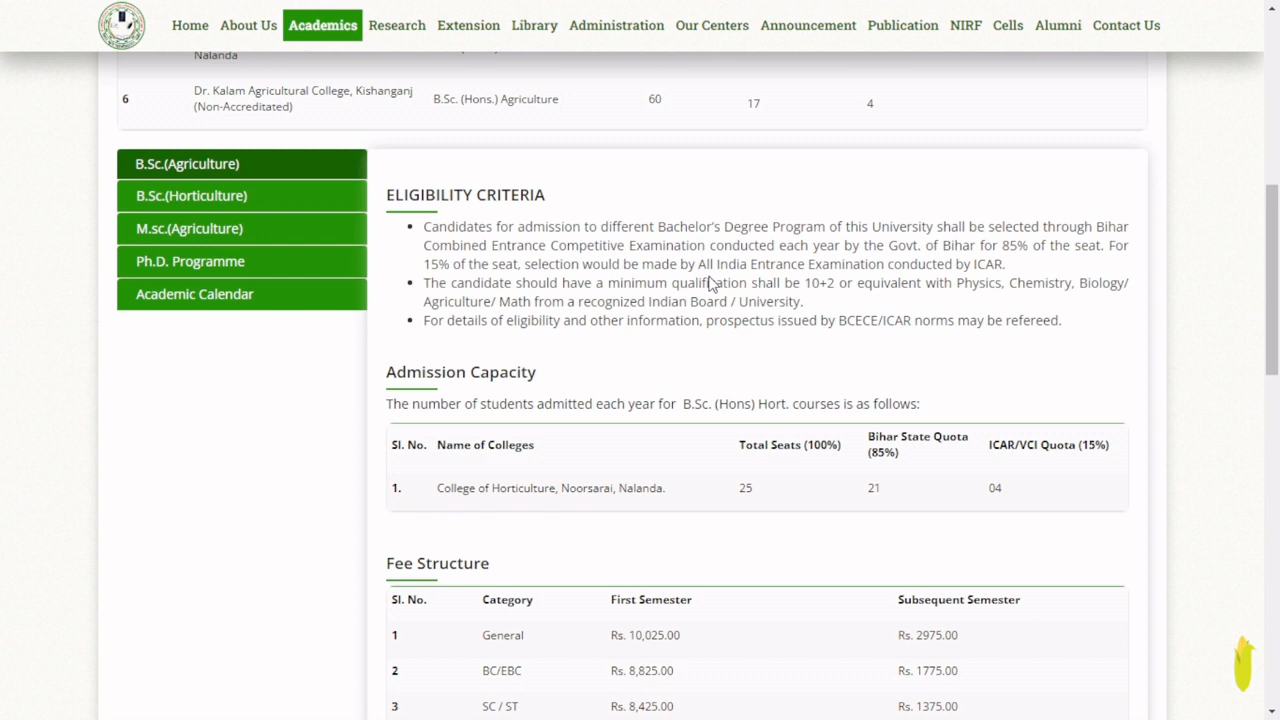 Home About Us Academics Research Extension Library Administration Our Centers Announcement Publication NIRF Cells Alumni Contact Us
Nalanda
6 Dr. Kalam Agricultural College, Kishanganj (Non-Accreditated) B.Sc. (Hons.) Agriculture 60 17 4
B.Sc.(Agriculture)
B.Sc.(Horticulture)
M.sc.(Agriculture)
Ph.D. Programme
Academic Calendar
ELIGIBILITY CRITERIA
Candidates for admission to different Bachelor's Degree Program of this University shall be selected through Bihar
Combined Entrance Competitive Examination conducted each year by the Govt. of Bihar for 85% of the seat. For
15% of the seat, selection would be made by All India Entrance Examination conducted by ICAR.
The candidate should have a minimum qualification shall be 10+2 or equivalent with Physics, Chemistry, Biology/
Agriculture/ Math from a recognized Indian Board / University.
For details of eligibility and other information, prospectus issued by BCECE/ICAR norms may be refereed.
Admission Capacity
The number of students admitted each year for B.Sc. (Hons) Hort. courses is as follows:
Sl. No. Name of Colleges Total Seats (100%) Bihar State Quota (85%) ICAR/VCI Quota (15%)
1. College of Horticulture, Noorsarai, Nalanda. 25 21 04
Fee Structure
Sl. No. Category First Semester Subsequent Semester
1 General Rs. 10,025.00 Rs. 2975.00
2 BC/EBC Rs. 8,825.00 Rs. 1775.00
3 SC / ST Rs. 8,425.00 Rs. 1375.00